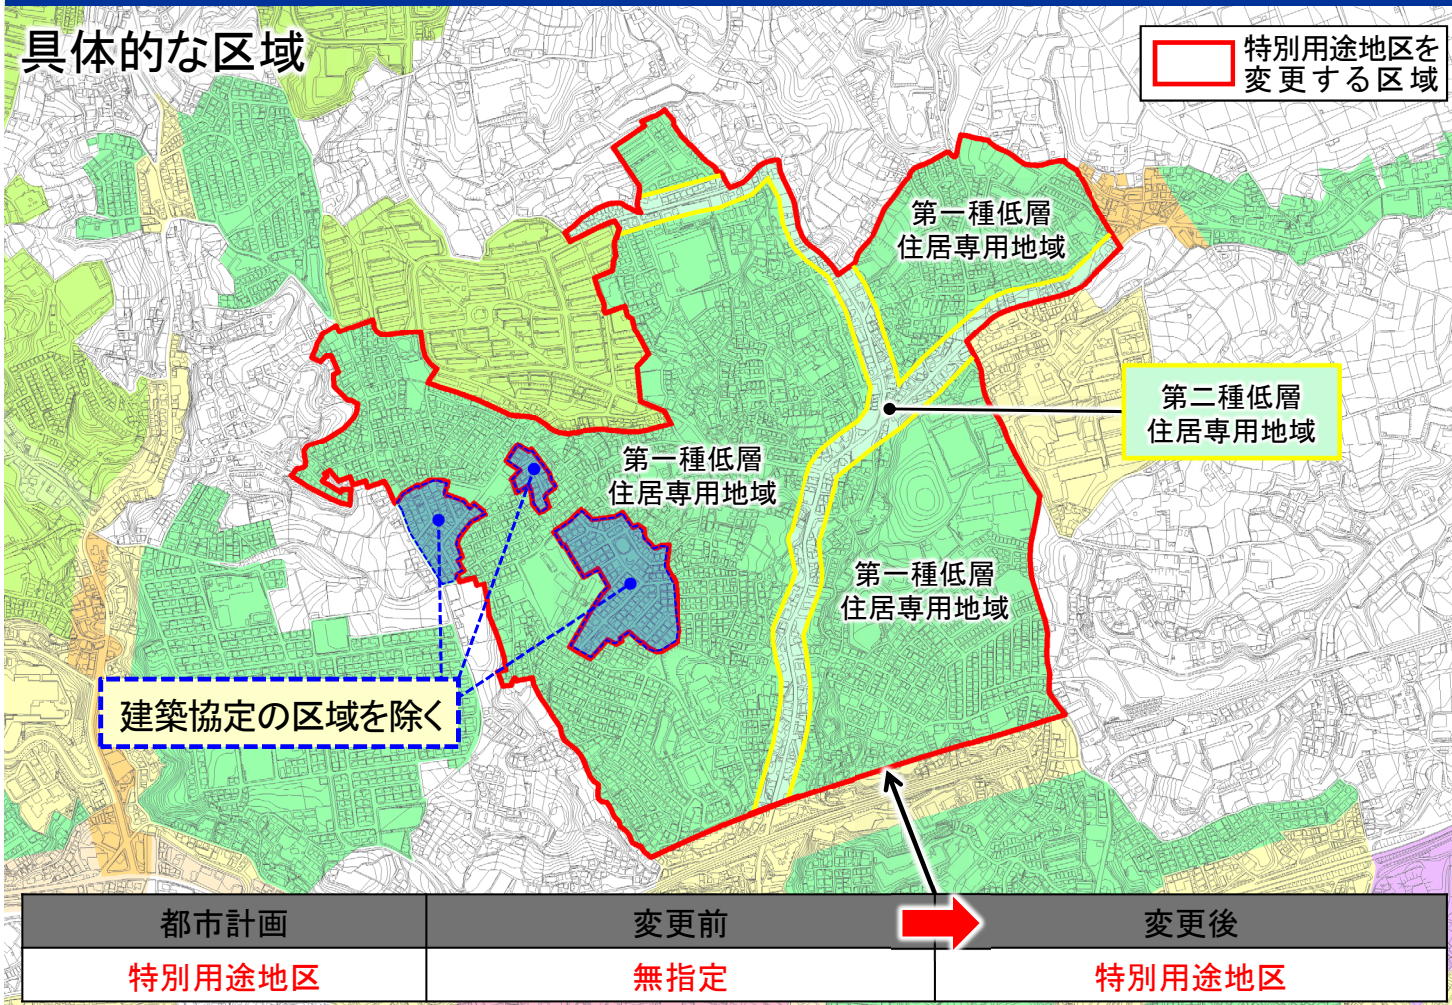 具体的な区域
特別用途地区を
変更する区域
第一種低層
住居専用地域
第二種低層
住居専用地域
第一種低層
住居専用地域
第一種低層
住居専用地域
建築協定の区域を除く
都市計画 変更前 変更後
特別用途地区 無指定 特別用途地区